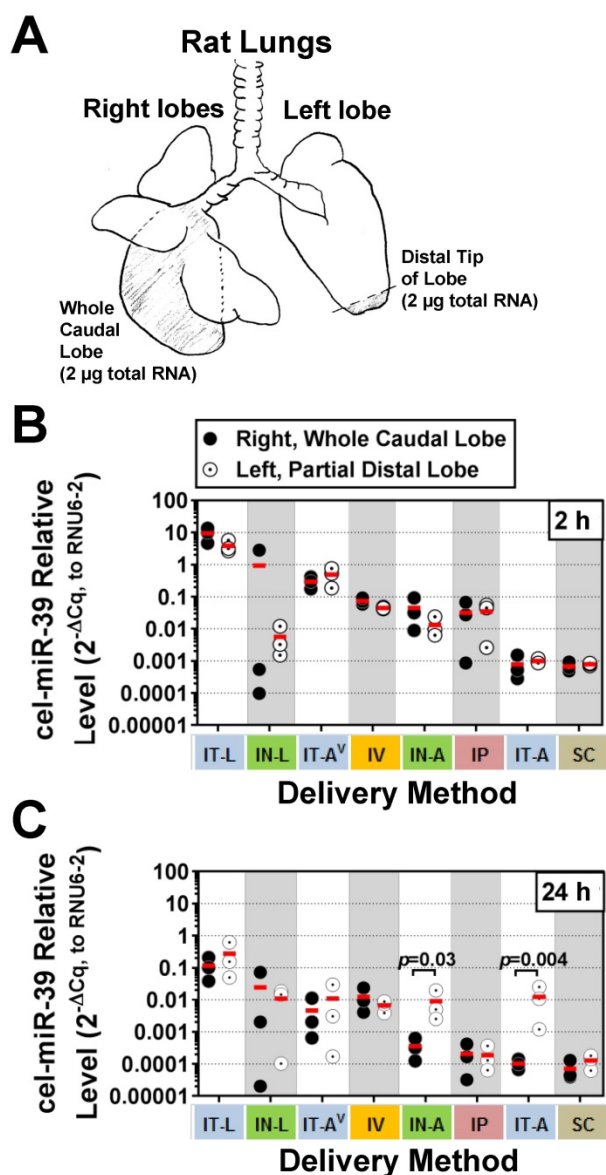 A
Rat Lungs
Right lobes
Left lobe
Whole
Caudal
Lobe
(2 µg total RNA)
Distal Tip
of Lobe
(2 µg total RNA)
B
Right, Whole Caudal Lobe
Left, Partial Distal Lobe
cel-miR-39 Relative
Level (2^-ΔCq, to RNU6-2)
100
10
1
0.1
0.01
0.001
0.0001
0.00001
2 h
IT-L IN-L IT-A^V IV IN-A IP IT-A SC
Delivery Method
C
cel-miR-39 Relative
Level (2^-ΔCq, to RNU6-2)
100
10
1
0.1
0.01
0.001
0.0001
0.00001
24 h
p=0.03
p=0.004
IT-L IN-L IT-A^V IV IN-A IP IT-A SC
Delivery Method